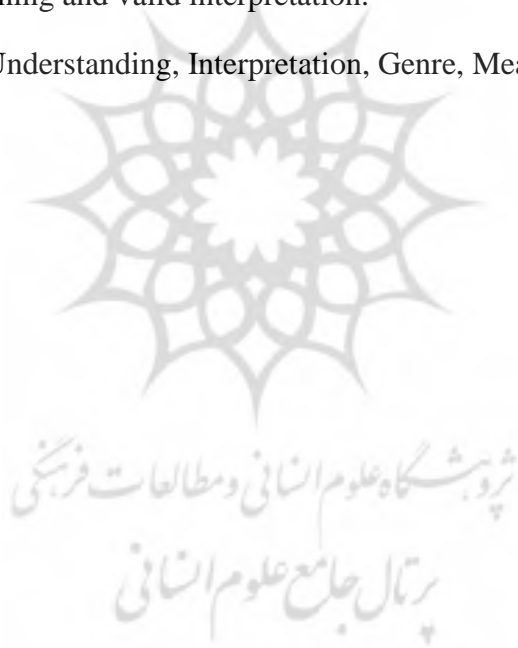 ning and valid interpretation.
Understanding, Interpretation, Genre, Mea
پژوهشگاه علوم انسانی و مطالعات فرهنگی
پرتال جامع علوم انسانی